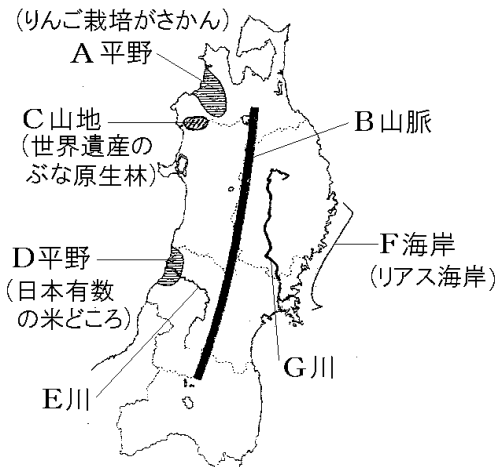 (りんご栽培がさかん)
A平野
C山地
(世界遺産の
ぶな原生林)
B山脈
D平野
(日本有数
の米どころ)
F海岸
(リアス海岸)
E川
G川